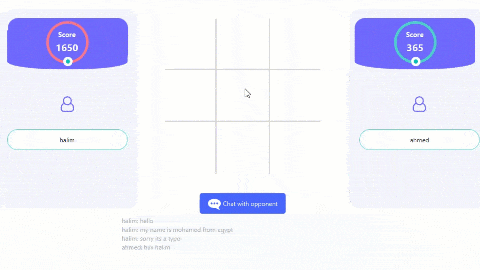 Score
1650
halim
Score
365
ahmed
Chat with opponent
halim: hello
halim: my name is mohamed from egypt
halim: sorry its a typo
ahmed: hiii halim